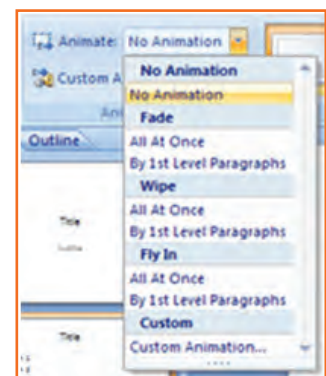 Animate: No Animation
Custom A
No Animation
No Animation
Fade
All At Once
By 1st Level Paragraphs
Wipe
All At Once
By 1st Level Paragraphs
Fly In
All At Once
By 1st Level Paragraphs
Custom
Custom Animation...
Ani
Outline
Title
Title